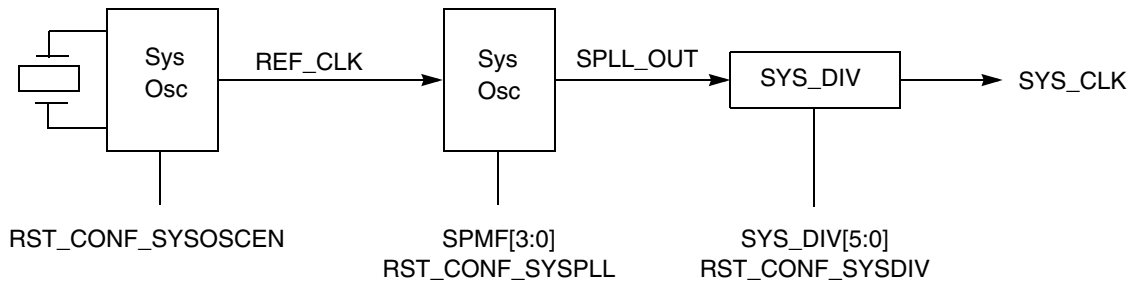 Sys
Osc
REF_CLK
Sys
Osc
SPLL_OUT
SYS_DIV
SYS_CLK
RST_CONF_SYSOSCEN
SPMF[3:0]
RST_CONF_SYSPLL
SYS_DIV[5:0]
RST_CONF_SYSDIV